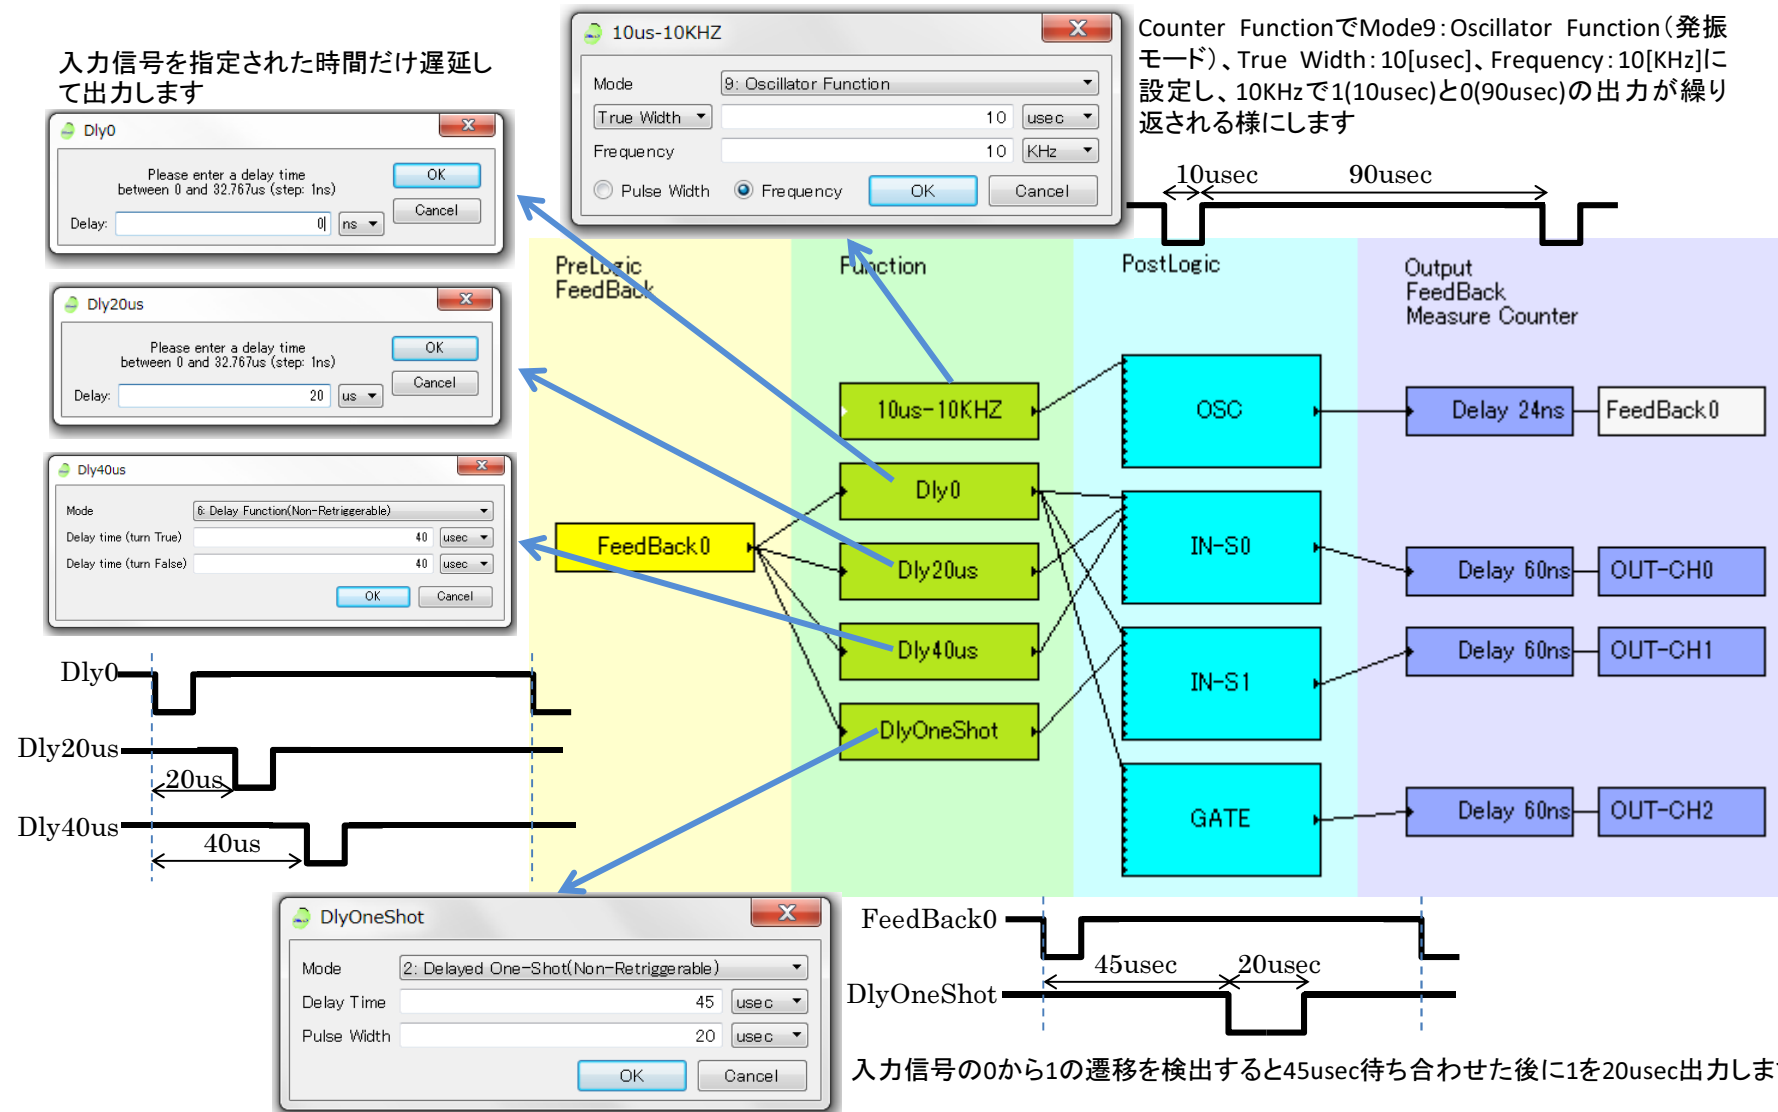 入力信号を指定された時間だけ遅延し
て出力します
Dly0
Please enter a delay time
between 0 and 32.767us (step: 1ns)
Delay:
0
ns
OK
Cancel
Dly20us
Please enter a delay time
between 0 and 32.767us (step: 1ns)
Delay:
20
us
OK
Cancel
Dly40us
Mode
6: Delay Function(Non-Retriggerable)
Delay time (turn True)
40
usec
Delay time (turn False)
40
usec
OK
Cancel
10us-10KHZ
Mode
9: Oscillator Function
True Width
10
usec
Frequency
10
KHz
Pulse Width
Frequency
OK
Cancel
Counter FunctionでMode9：Oscillator Function（発振
モード）、True Width：10[usec]、Frequency：10[KHz]に
設定し、10KHzで1(10usec)と0(90usec)の出力が繰り
返される様にします
10usec
90usec
PreLogic
FeedBack
Function
PostLogic
Output
FeedBack
Measure Counter
10us-10KHZ
OSC
Delay 24ns
FeedBack0
Dly0
FeedBack0
Dly20us
IN-S0
Delay 60ns
OUT-CH0
Dly40us
IN-S1
Delay 60ns
OUT-CH1
DlyOneShot
GATE
Delay 60ns
OUT-CH2
Dly0
Dly20us
20us
Dly40us
40us
DlyOneShot
Mode
2: Delayed One-Shot(Non-Retriggerable)
Delay Time
45
usec
Pulse Width
20
usec
OK
Cancel
FeedBack0
45usec
20usec
DlyOneShot
入力信号の0から1の遷移を検出すると45usec待ち合わせた後に1を20usec出力しま